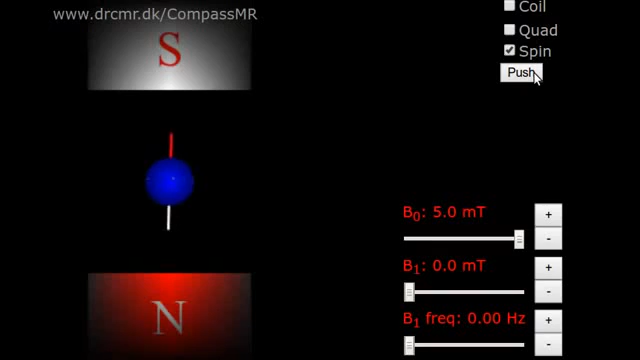 www.drcmr.dk/CompassMR
Coil
S
Quad
Spin
Push
B₀: 5.0 mT
+
-
B₁: 0.0 mT
+
-
N
B₁ freq: 0.00 Hz
+
-